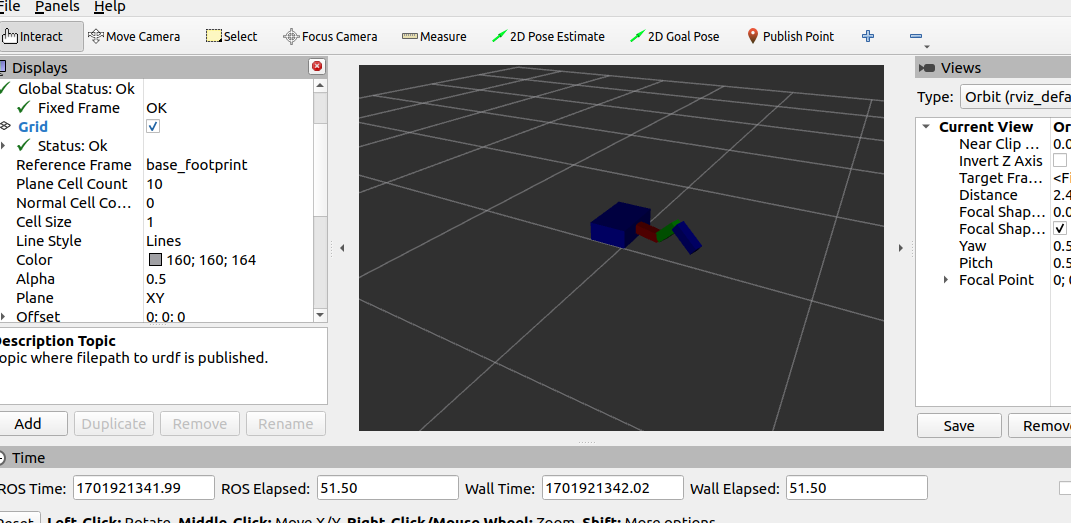 File Panels Help
Interact Move Camera Select Focus Camera Measure 2D Pose Estimate 2D Goal Pose Publish Point
Displays
Global Status: Ok
Fixed Frame OK
Grid
Status: Ok
Reference Frame base_footprint
Plane Cell Count 10
Normal Cell Co... 0
Cell Size 1
Line Style Lines
Color 160; 160; 164
Alpha 0.5
Plane XY
Offset 0; 0; 0
Description Topic
opic where filepath to urdf is published.
Add Duplicate Remove Rename
Views
Type: Orbit (rviz_defa
Current View Or
Near Clip ... 0.0
Invert Z Axis
Target Fra... <Fi
Distance 2.4
Focal Shap... 0.0
Focal Shap...
Yaw 0.5
Pitch 0.5
Focal Point 0; 0
Save Remov
Time
ROS Time: 1701921341.99 ROS Elapsed: 51.50 Wall Time: 1701921342.02 Wall Elapsed: 51.50
Reset Left-Click: Rotate. Middle-Click: Move X/Y. Right-Click/Mouse Wheel: Zoom. Shift: More options.